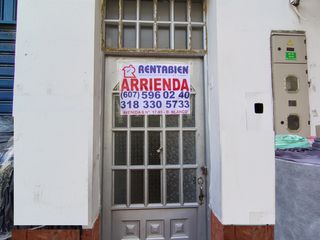 RENTABIEN
ARRIENDA
(607) 596 02 40
318 330 5733